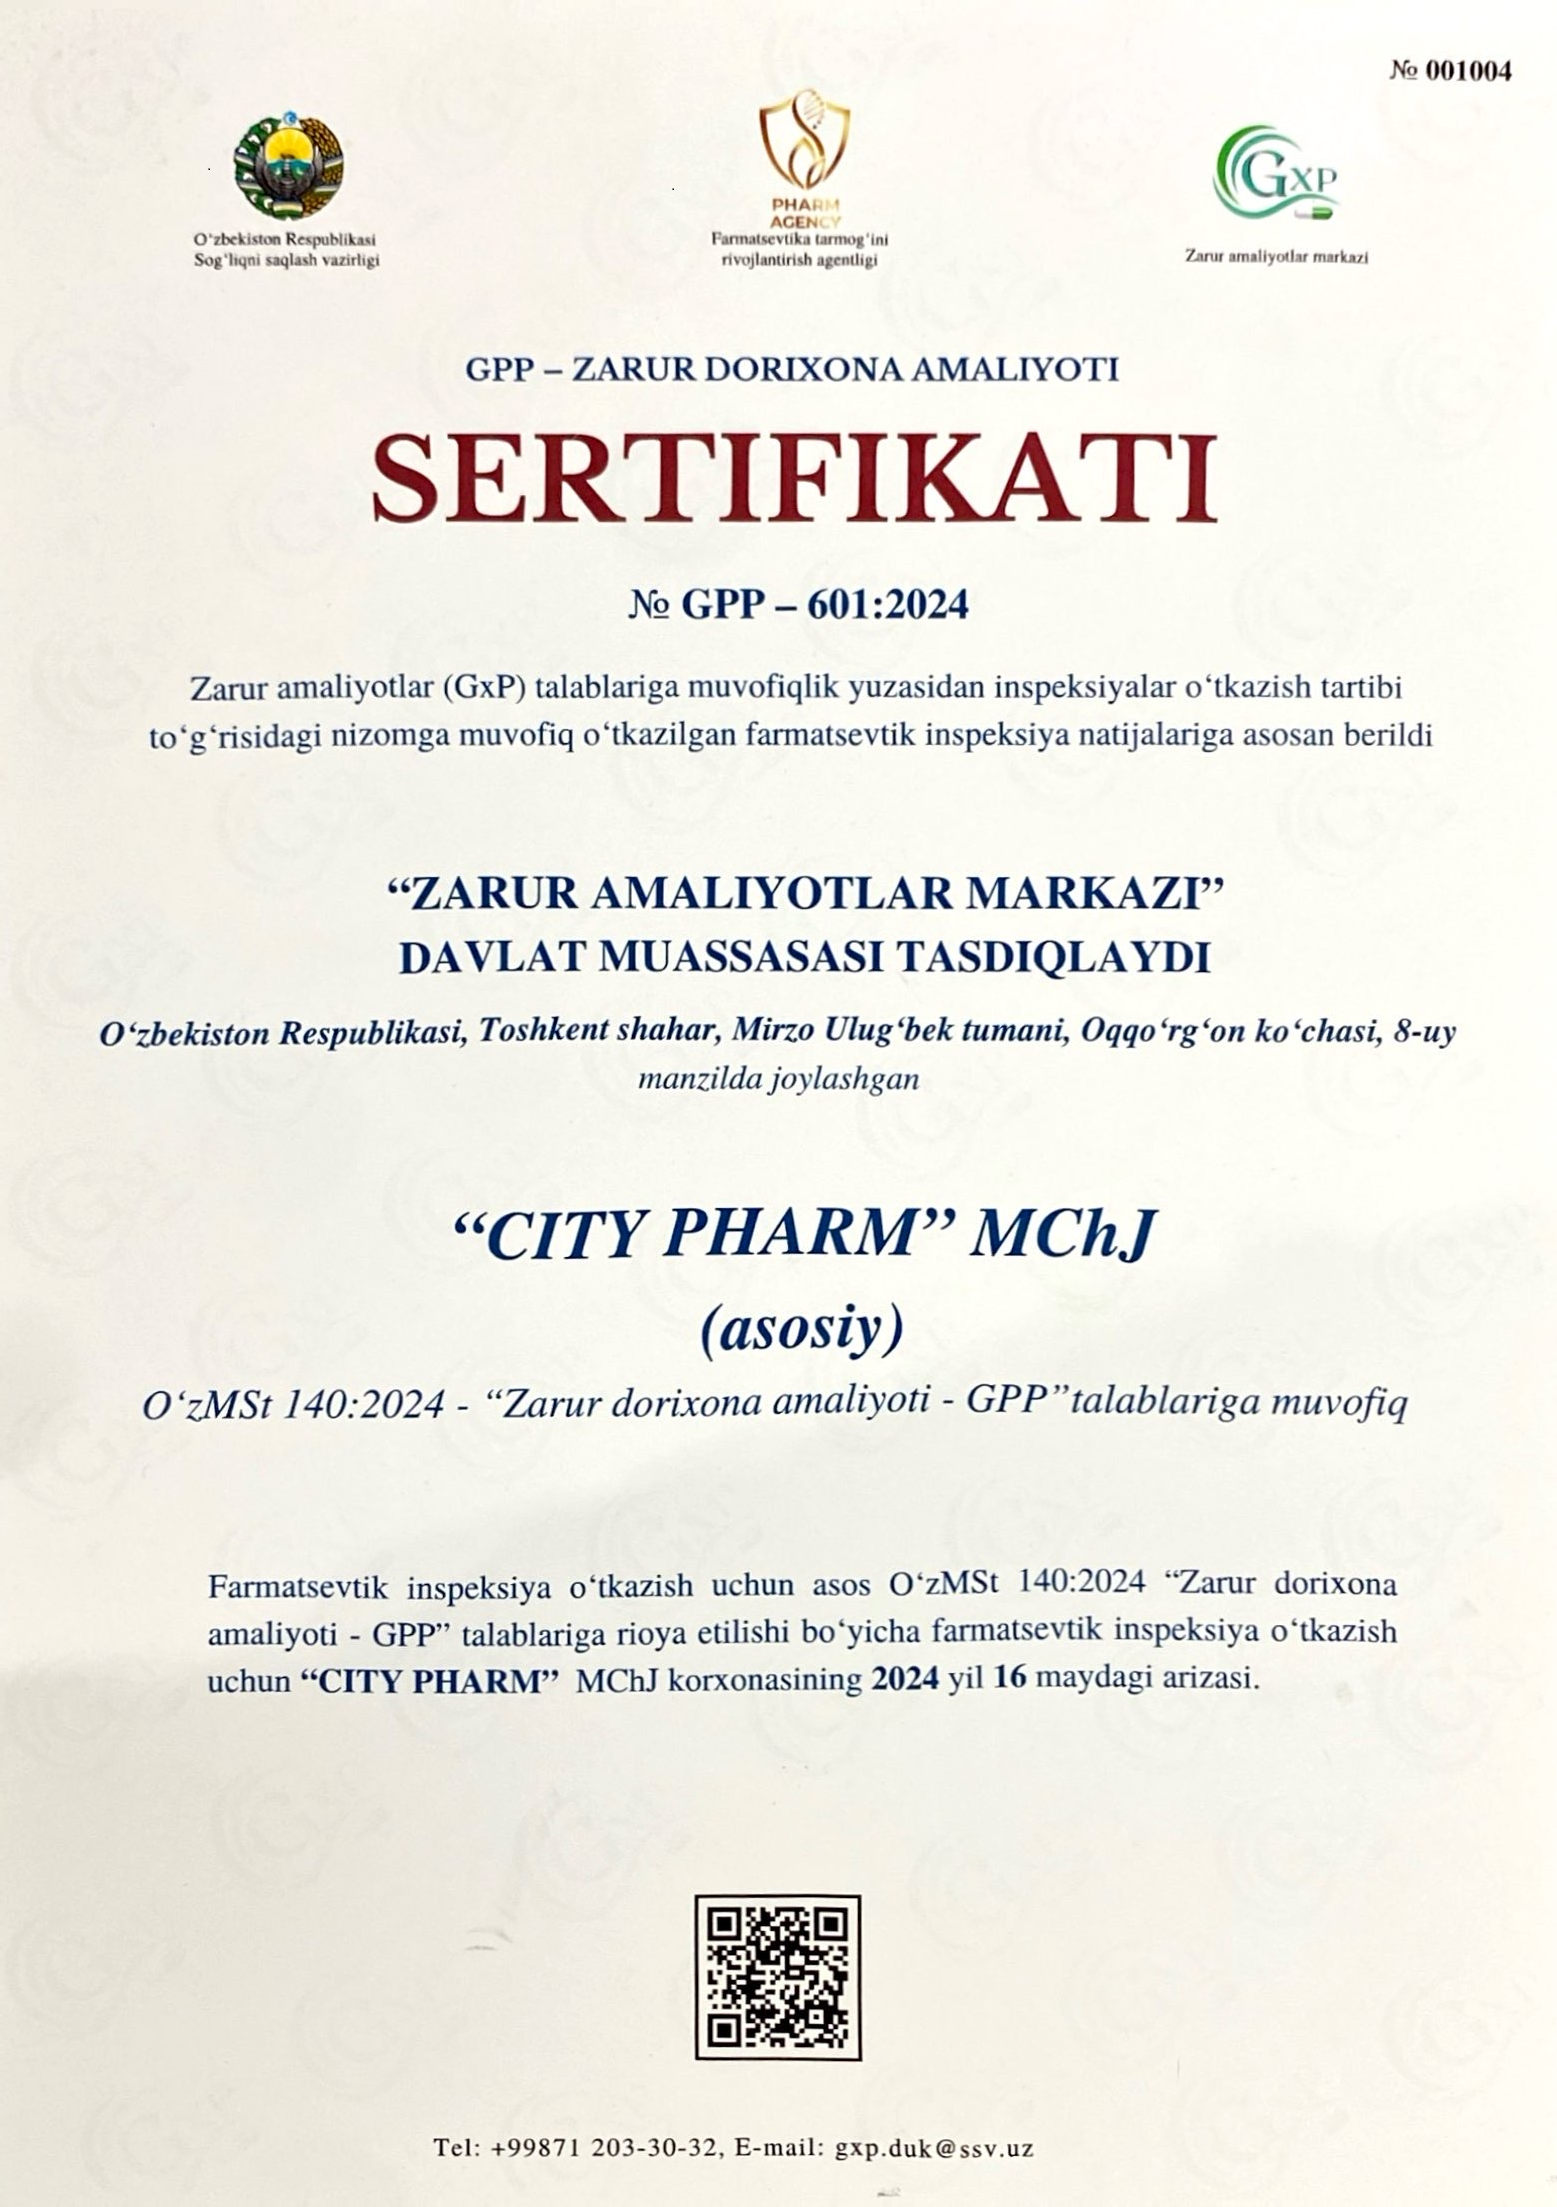 № 001004
O‘zbekiston Respublikasi
Sog‘liqni saqlash vazirligi
PHARM
AGENCY
Farmatsevtika tarmog‘ini
rivojlantirish agentligi
GXP
Zarur amaliyotlar markazi
GPP – ZARUR DORIXONA AMALIYOTI
SERTIFIKATI
№ GPP – 601:2024
Zarur amaliyotlar (GxP) talablariga muvofiqlik yuzasidan inspeksiyalar o‘tkazish tartibi
to‘g‘risidagi nizomga muvofiq o‘tkazilgan farmatsevtik inspeksiya natijalariga asosan berildi
“ZARUR AMALIYOTLAR MARKAZI”
DAVLAT MUASSASASI TASDIQLAYDI
O‘zbekiston Respublikasi, Toshkent shahar, Mirzo Ulug‘bek tumani, Oqqo‘rg‘on ko‘chasi, 8-uy
manzilda joylashgan
“CITY PHARM” MChJ
(asosiy)
O‘zMSt 140:2024 - “Zarur dorixona amaliyoti - GPP”talablariga muvofiq
Farmatsevtik inspeksiya o‘tkazish uchun asos O‘zMSt 140:2024 “Zarur dorixona
amaliyoti - GPP” talablariga rioya etilishi bo‘yicha farmatsevtik inspeksiya o‘tkazish
uchun “CITY PHARM” MChJ korxonasining 2024 yil 16 maydagi arizasi.
Tel: +99871 203-30-32, E-mail: gxp.duk@ssv.uz